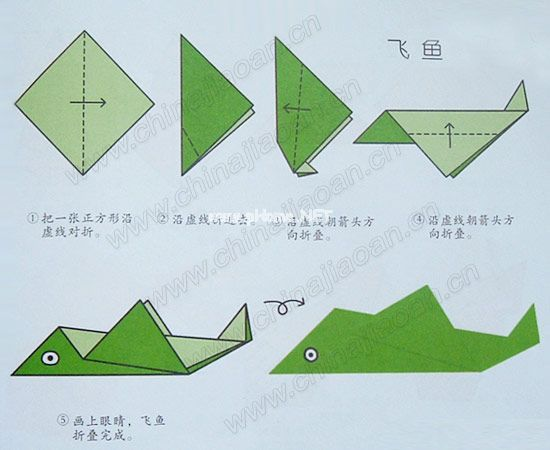 飞鱼
www.chinajiaoan.cn
① 把一张正方形沿
虚线对折。
② 沿虚线折进去。
③ 沿虚线朝箭头方
向折叠。
④ 沿虚线朝箭头方
向折叠。
www.chinajiaoan.cn
www.chinajiaoan.cn
⑤ 画上眼睛，飞鱼
折叠完成。